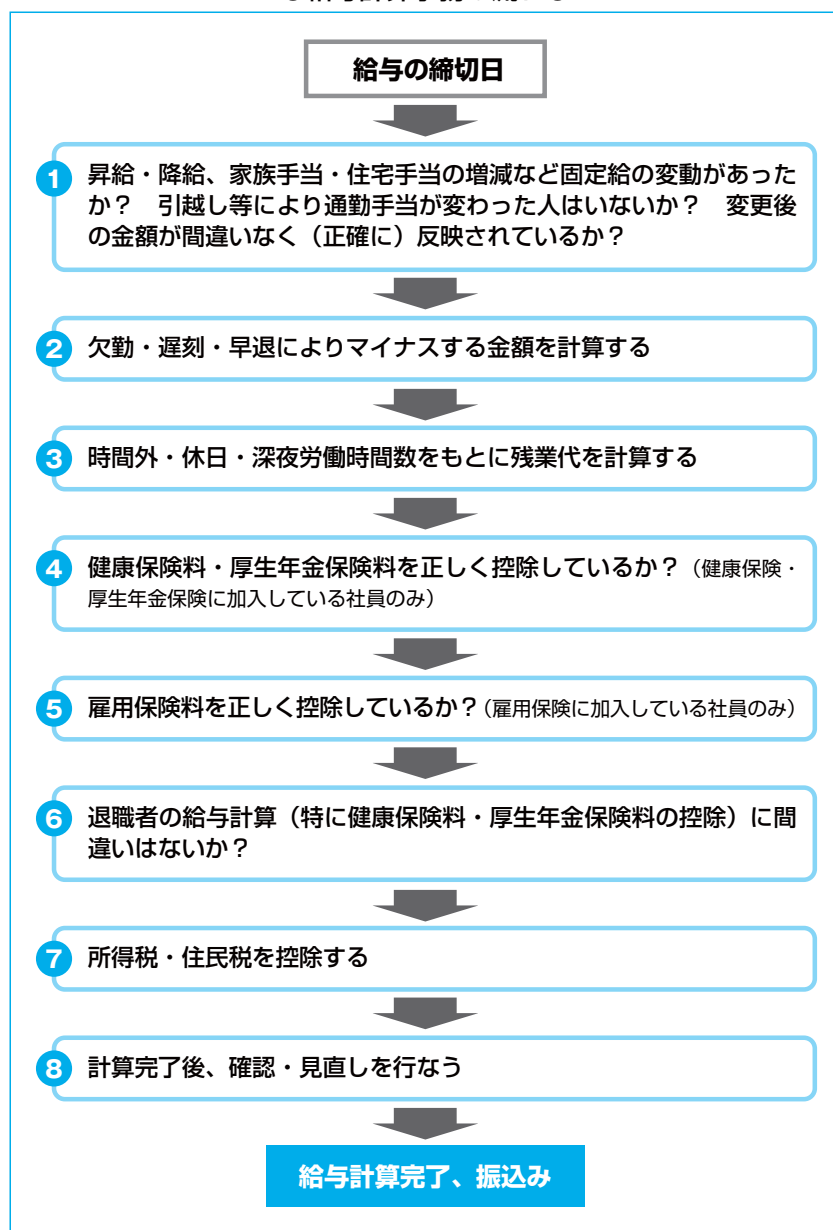 給与の締切日
1 昇給・降給、家族手当・住宅手当の増減など固定給の変動があった
か？　引越し等により通勤手当が変わった人はいないか？　変更後
の金額が間違いなく（正確に）反映されているか？
2 欠勤・遅刻・早退によりマイナスする金額を計算する
3 時間外・休日・深夜労働時間数をもとに残業代を計算する
4 健康保険料・厚生年金保険料を正しく控除しているか？（健康保険・
厚生年金保険に加入している社員のみ）
5 雇用保険料を正しく控除しているか？（雇用保険に加入している社員のみ）
6 退職者の給与計算（特に健康保険料・厚生年金保険料の控除）に間
違いはないか？
7 所得税・住民税を控除する
8 計算完了後、確認・見直しを行なう
給与計算完了、振込み